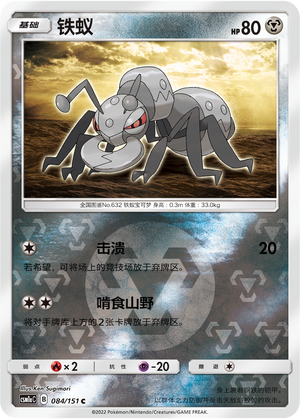 基础 铁蚁 HP 80
全国图鉴No.632 铁蚁宝可梦 身高：0.3m 体重：33.0kg
击溃 20
若希望，可将场上的竞技场放于弃牌区。
啃食山野
将对手牌库上方的2张卡牌放于弃牌区。
弱点 ×2 抗性 -20 撤退
Illus. Ken Sugimori
csm1aC B 084/151 C
©2022 Pokémon/Nintendo/Creatures/GAME FREAK.